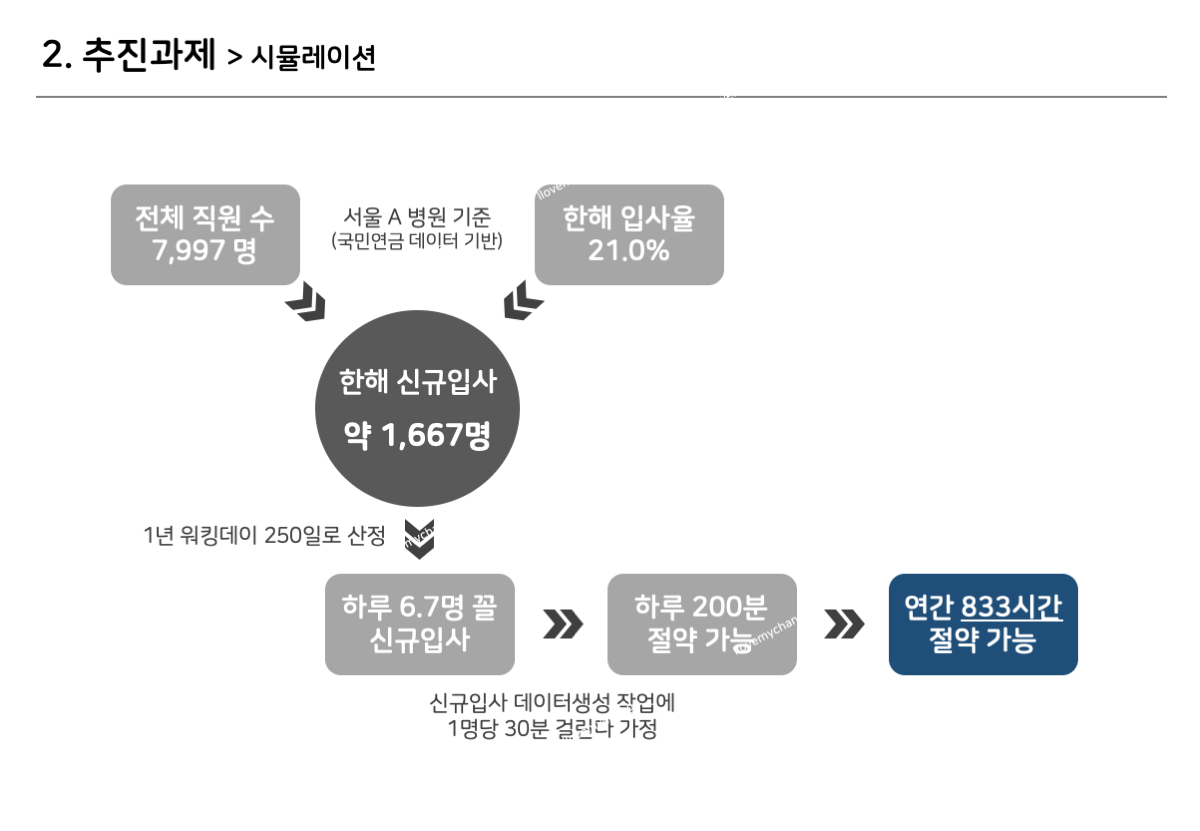 2. 추진과제 > 시뮬레이션
전체 직원 수
7,997 명
서울 A 병원 기준
(국민연금 데이터 기반)
한해 입사율
21.0%
한해 신규입사
약 1,667명
1년 워킹데이 250일로 산정
하루 6.7명 꼴
신규입사
하루 200분
절약 가능
연간 833시간
절약 가능
신규입사 데이터생성 작업에
1명당 30분 걸린다 가정